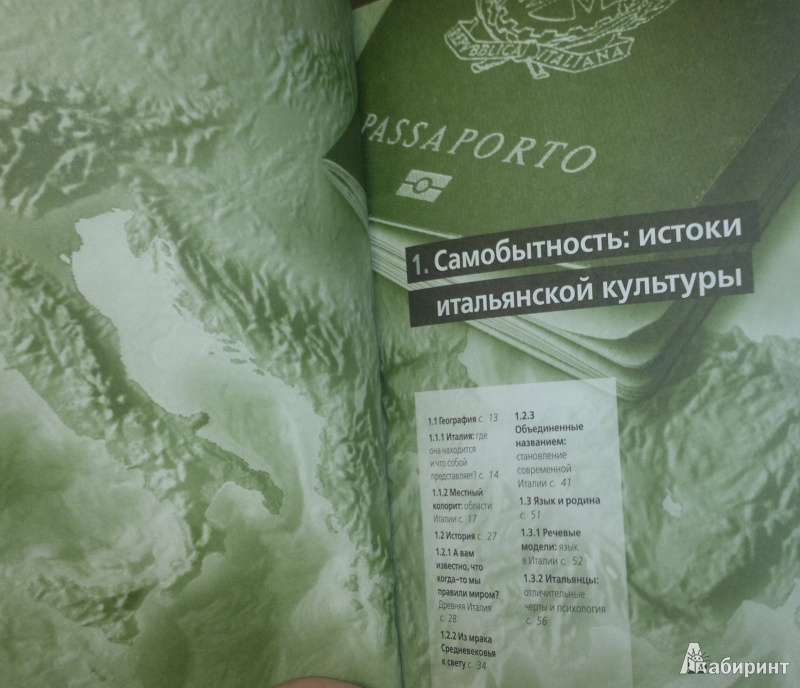 REPVBBLICA ITALIANA
PASSAPORTO
1. Самобытность: истоки
итальянской культуры
1.1 География с. 13
1.1.1 Италия: где
она находится
и что собой
представляет? с. 14
1.1.2 Местный
колорит: области
Италии с. 17
1.2 История с. 27
1.2.1 А вам
известно, что
когда-то мы
правили миром?
Древняя Италия
с. 28
1.2.2 Из мрака
Средневековья
к свету с. 34
1.2.3
Объединенные
названием:
становление
современной
Италии с. 41
1.3 Язык и родина
с. 51
1.3.1 Речевые
модели: язык
в Италии с. 52
1.3.2 Итальянцы:
отличительные
черты и психология
с. 56
Лабиринт